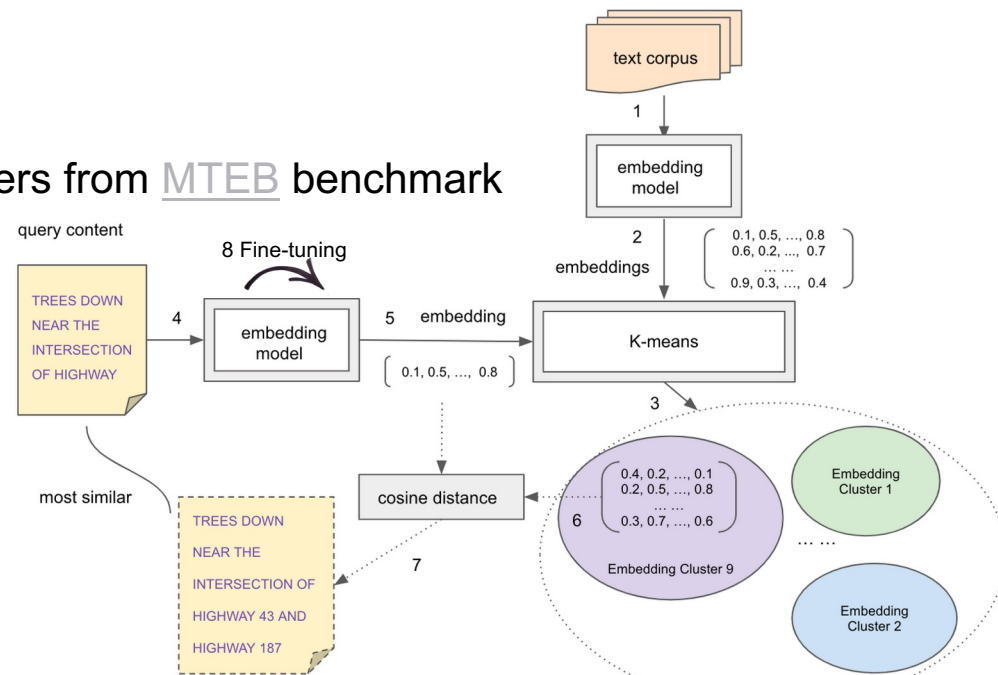 text corpus
1
embedding
model
ers from MTEB benchmark
query content
8 Fine-tuning
2
embeddings
0.1, 0.5, …, 0.8
0.6, 0.2, ..., 0.7
... ...
0.9, 0.3, …, 0.4
TREES DOWN
NEAR THE
INTERSECTION
OF HIGHWAY
4
embedding
model
5 embedding
0.1, 0.5, …, 0.8
K-means
3
most similar
cosine distance
6
0.4, 0.2, …, 0.1
0.2, 0.5, …, 0.8
... ...
0.3, 0.7, …, 0.6
Embedding Cluster 9
Embedding
Cluster 1
... ...
Embedding
Cluster 2
7
TREES DOWN
NEAR THE
INTERSECTION OF
HIGHWAY 43 AND
HIGHWAY 187